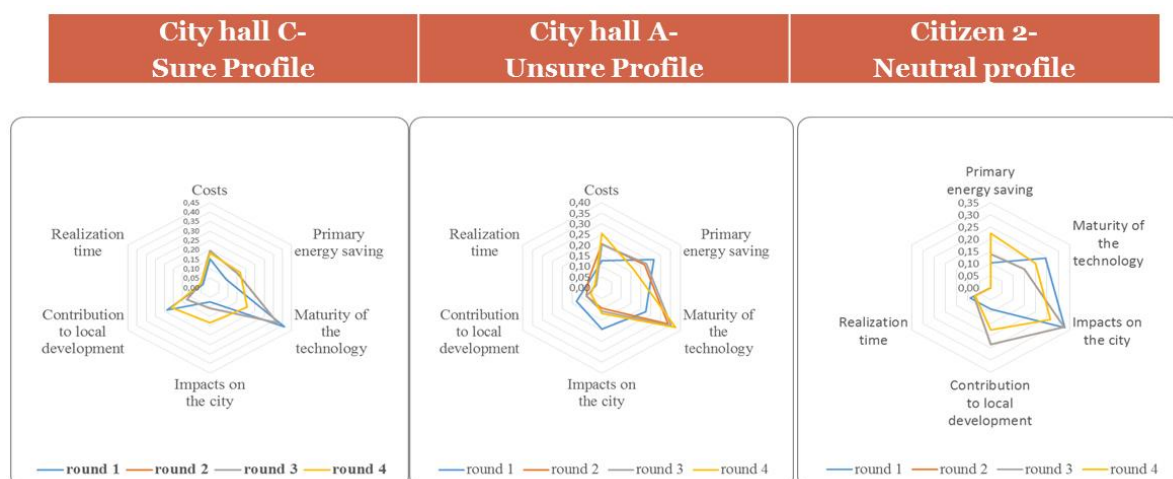 City hall C-
Sure Profile
City hall A-
Unsure Profile
Citizen 2-
Neutral profile
Costs
0,45
0,40
0,35
0,30
0,25
0,20
0,15
0,10
0,05
0,00
Primary
energy saving
Maturity of the
technology
Impacts on
the city
Contribution
to local
development
Realization
time
round 1
round 2
round 3
round 4
Costs
0,40
0,35
0,30
0,25
0,20
0,15
0,10
0,05
0,00
Primary
energy saving
Maturity of the
technology
Impacts on
the city
Contribution
to local
development
Realization
time
round 1
round 2
round 3
round 4
Primary
energy saving
0,35
0,30
0,25
0,20
0,15
0,10
0,05
0,00
Maturity of
the
technology
Impacts on
the city
Contribution
to local
development
Realization
time
round 1
round 2
round 3
round 4